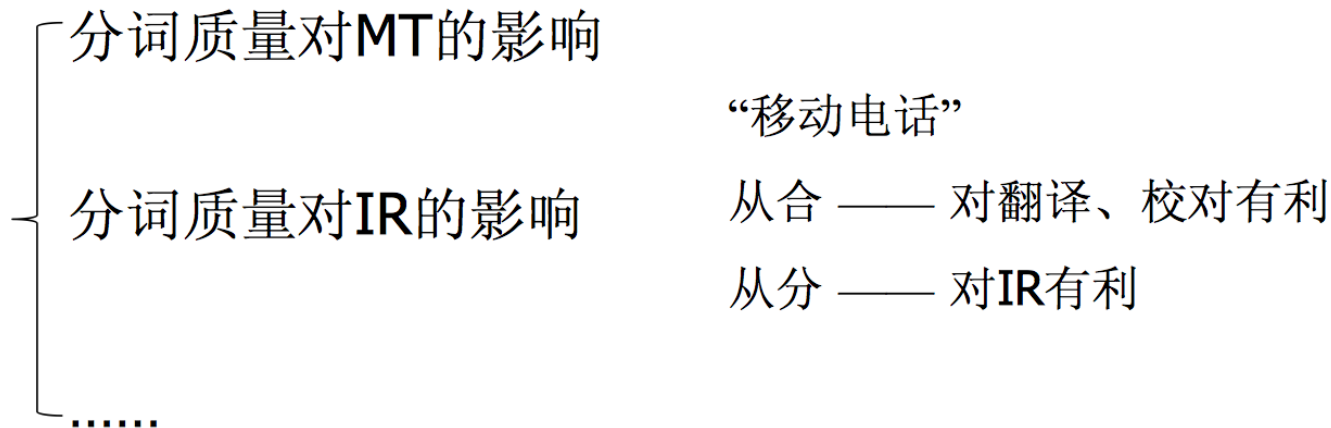 分词质量对MT的影响
“移动电话”
分词质量对IR的影响
从合 —— 对翻译、校对有利
从分 —— 对IR有利
……